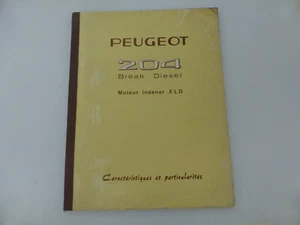 PEUGEOT
204
Break Diesel
Moteur Indenor XLD
Caractéristiques et particularités